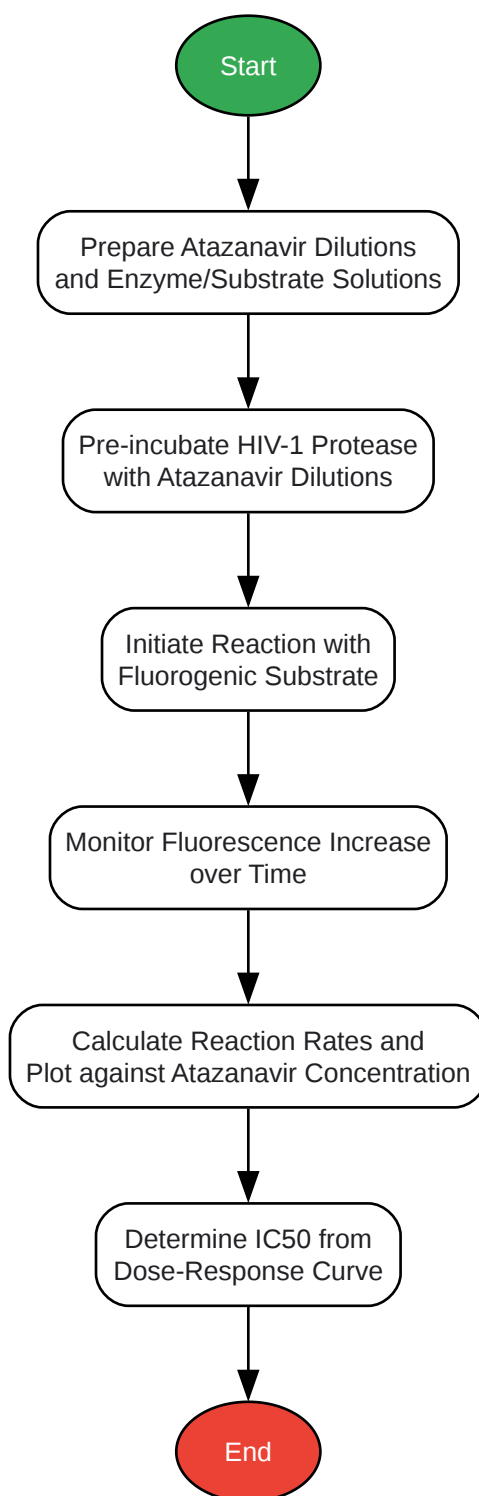 Start
Prepare Atazanavir Dilutions
and Enzyme/Substrate Solutions
Pre-incubate HIV-1 Protease
with Atazanavir Dilutions
Initiate Reaction with
Fluorogenic Substrate
Monitor Fluorescence Increase
over Time
Calculate Reaction Rates and
Plot against Atazanavir Concentration
Determine IC50 from
Dose-Response Curve
End